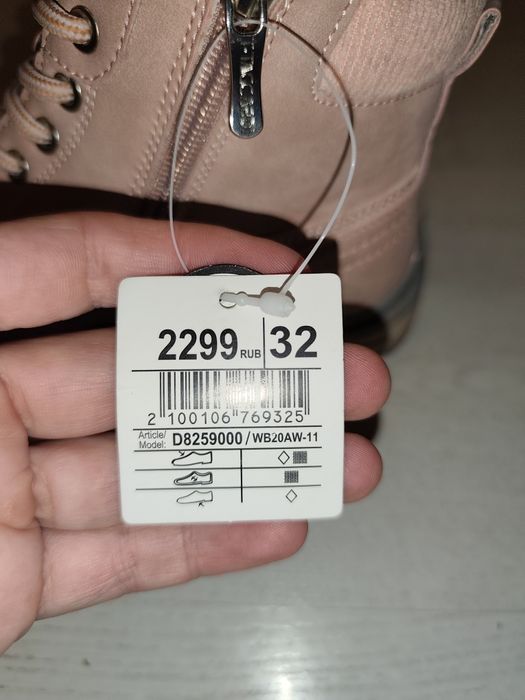 2299 RUB 32
2 100106 769325
Article/ Model: D8259000 / WB20AW-11